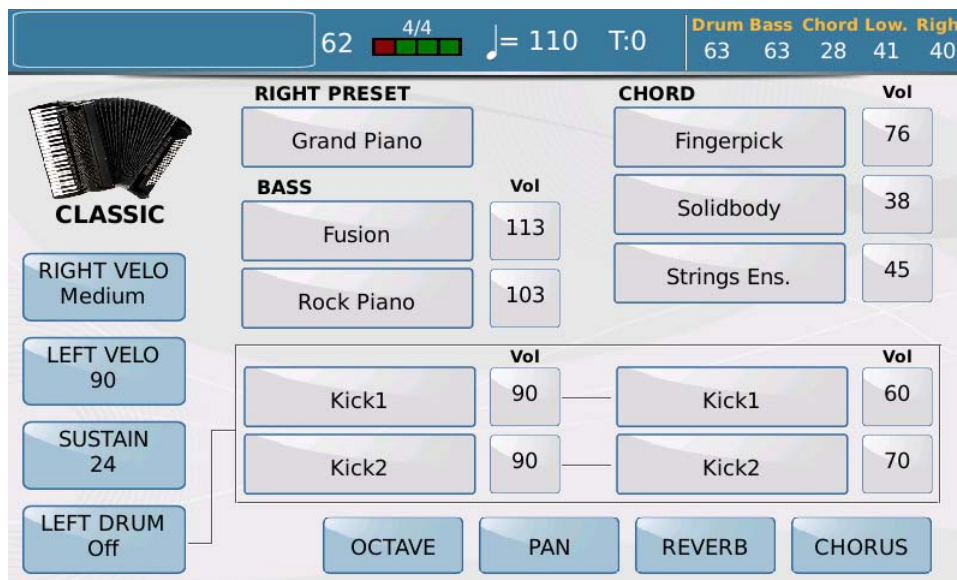 62 4/4 ♩= 110 T:0 Drum Bass Chord Low. Righ
63 63 28 41 40
RIGHT PRESET
Grand Piano
CHORD Vol
Fingerpick 76
Solidbody 38
Strings Ens. 45
BASS Vol
Fusion 113
Rock Piano 103
CLASSIC
RIGHT VELO
Medium
LEFT VELO
90
SUSTAIN
24
LEFT DRUM
Off
Vol Vol
Kick1 90 Kick1 60
Kick2 90 Kick2 70
OCTAVE PAN REVERB CHORUS